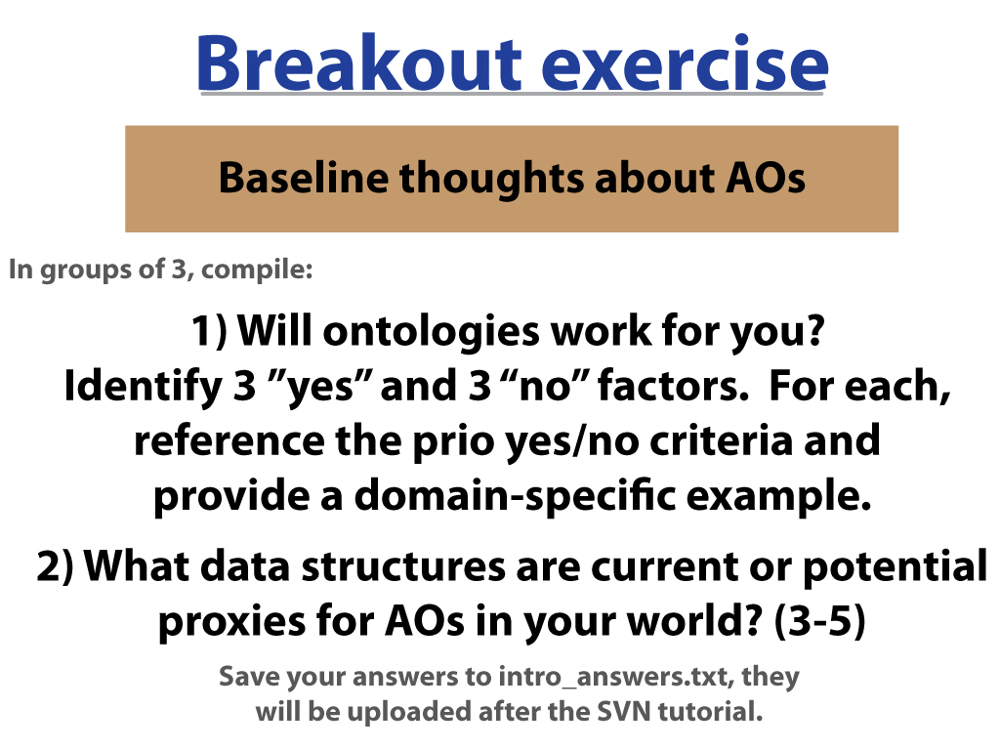 Breakout exercise
Baseline thoughts about AOs
In groups of 3, compile:
1) Will ontologies work for you?
Identify 3 ”yes” and 3 “no” factors.  For each,
reference the prio yes/no criteria and
provide a domain-specific example.
2) What data structures are current or potential
proxies for AOs in your world? (3-5)
Save your answers to intro_answers.txt, they
will be uploaded after the SVN tutorial.